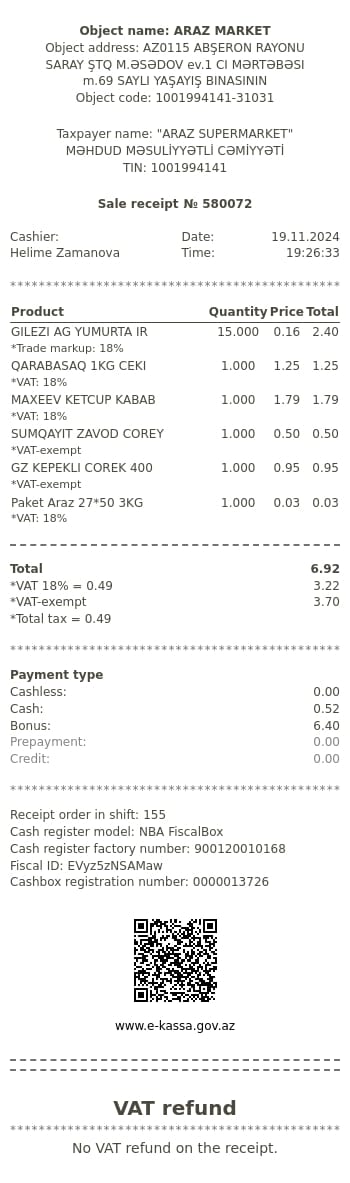 Object name: ARAZ MARKET
Object address: AZ0115 ABŞERON RAYONU
SARAY ŞTQ M.ƏSƏDOV ev.1 CI MƏRTƏBƏSI
m.69 SAYLI YAŞAYIŞ BINASININ
Object code: 1001994141-31031
Taxpayer name: "ARAZ SUPERMARKET"
MƏHDUD MƏSULİYYƏTLİ CƏMİYYƏTİ
TIN: 1001994141
Sale receipt № 580072
Cashier: Date: 19.11.2024
Helime Zamanova Time: 19:26:33
********************************************
Product Quantity Price Total
GILEZI AG YUMURTA IR 15.000 0.16 2.40
*Trade markup: 18%
QARABASAQ 1KG CEKI 1.000 1.25 1.25
*VAT: 18%
MAXEEV KETCUP KABAB 1.000 1.79 1.79
*VAT: 18%
SUMQAYIT ZAVOD COREY 1.000 0.50 0.50
*VAT-exempt
GZ KEPEKLI COREK 400 1.000 0.95 0.95
*VAT-exempt
Paket Araz 27*50 3KG 1.000 0.03 0.03
*VAT: 18%
Total 6.92
*VAT 18% = 0.49 3.22
*VAT-exempt 3.70
*Total tax = 0.49
********************************************
Payment type
Cashless: 0.00
Cash: 0.52
Bonus: 6.40
Prepayment: 0.00
Credit: 0.00
********************************************
Receipt order in shift: 155
Cash register model: NBA FiscalBox
Cash register factory number: 900120010168
Fiscal ID: EVyz5zNSAMaw
Cashbox registration number: 0000013726
www.e-kassa.gov.az
VAT refund
********************************************
No VAT refund on the receipt.